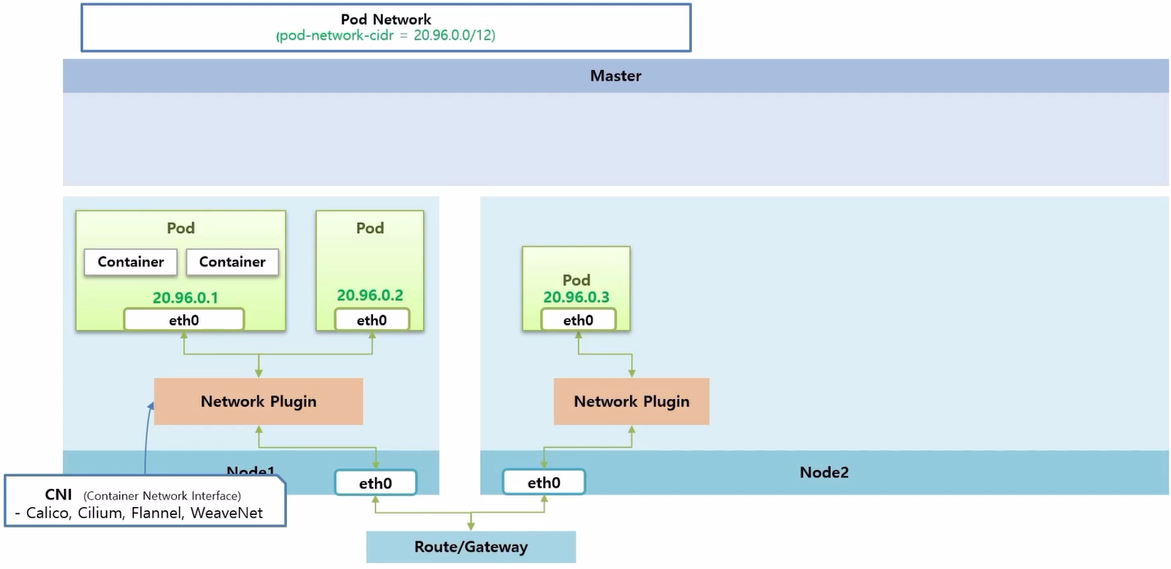 Pod Network
(pod-network-cidr = 20.96.0.0/12)
Master
Pod
Container
Container
20.96.0.1
eth0
Pod
20.96.0.2
eth0
Pod
20.96.0.3
eth0
Network Plugin
Network Plugin
Node1
eth0
eth0
Node2
CNI (Container Network Interface)
- Calico, Cilium, Flannel, WeaveNet
Route/Gateway